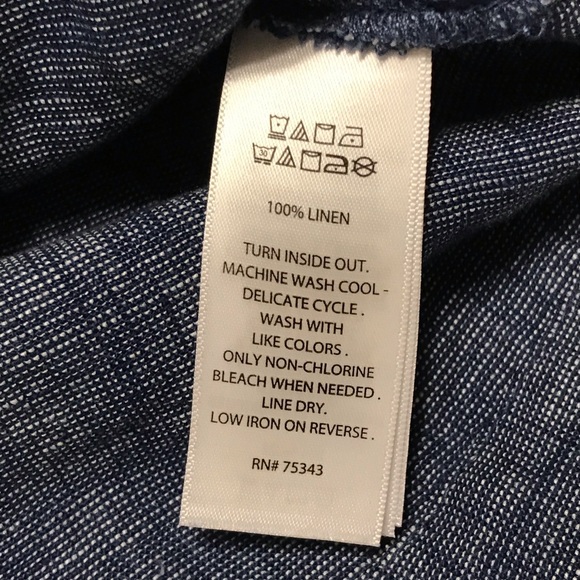 30
100% LINEN
TURN INSIDE OUT.
MACHINE WASH COOL -
DELICATE CYCLE .
WASH WITH
LIKE COLORS .
ONLY NON-CHLORINE
BLEACH WHEN NEEDED .
LINE DRY.
LOW IRON ON REVERSE .
RN# 75343